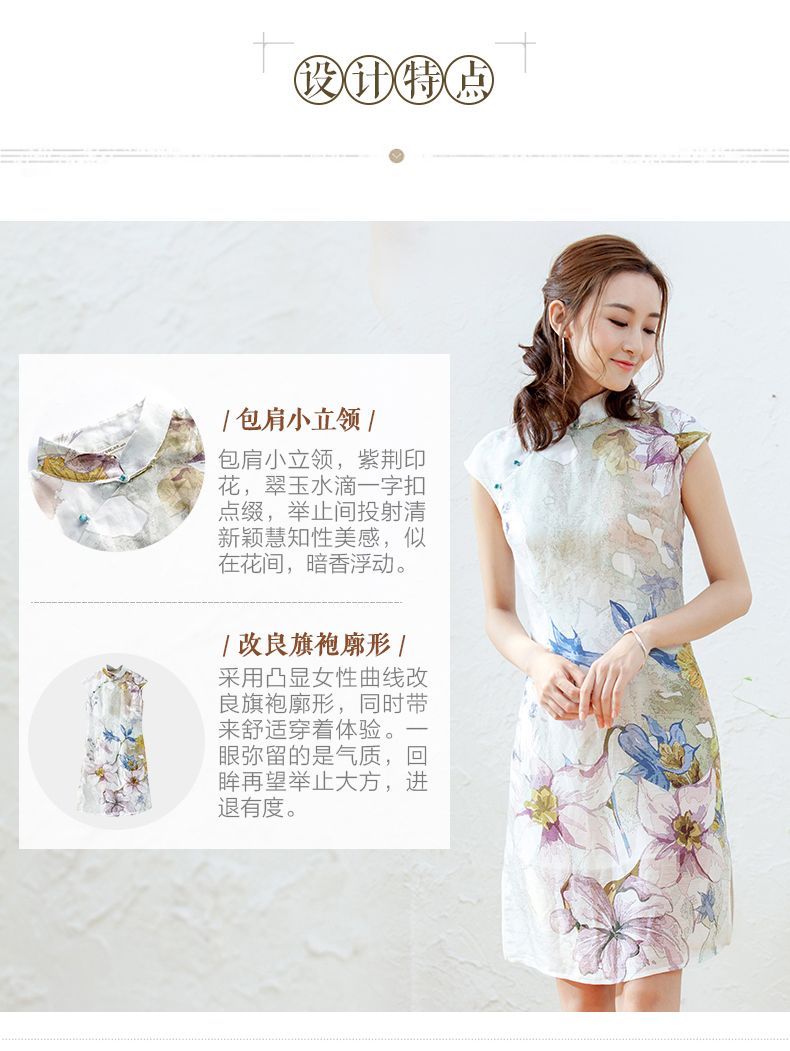 设计特点
/ 包肩小立领 /
包肩小立领，紫荆印
花，翠玉水滴一字扣
点缀，举止间投射清
新颖慧知性美感，似
在花间，暗香浮动。
/ 改良旗袍廓形 /
采用凸显女性曲线改
良旗袍廓形，同时带
来舒适穿着体验。一
眼弥留的是气质，回
眸再望举止大方，进
退有度。